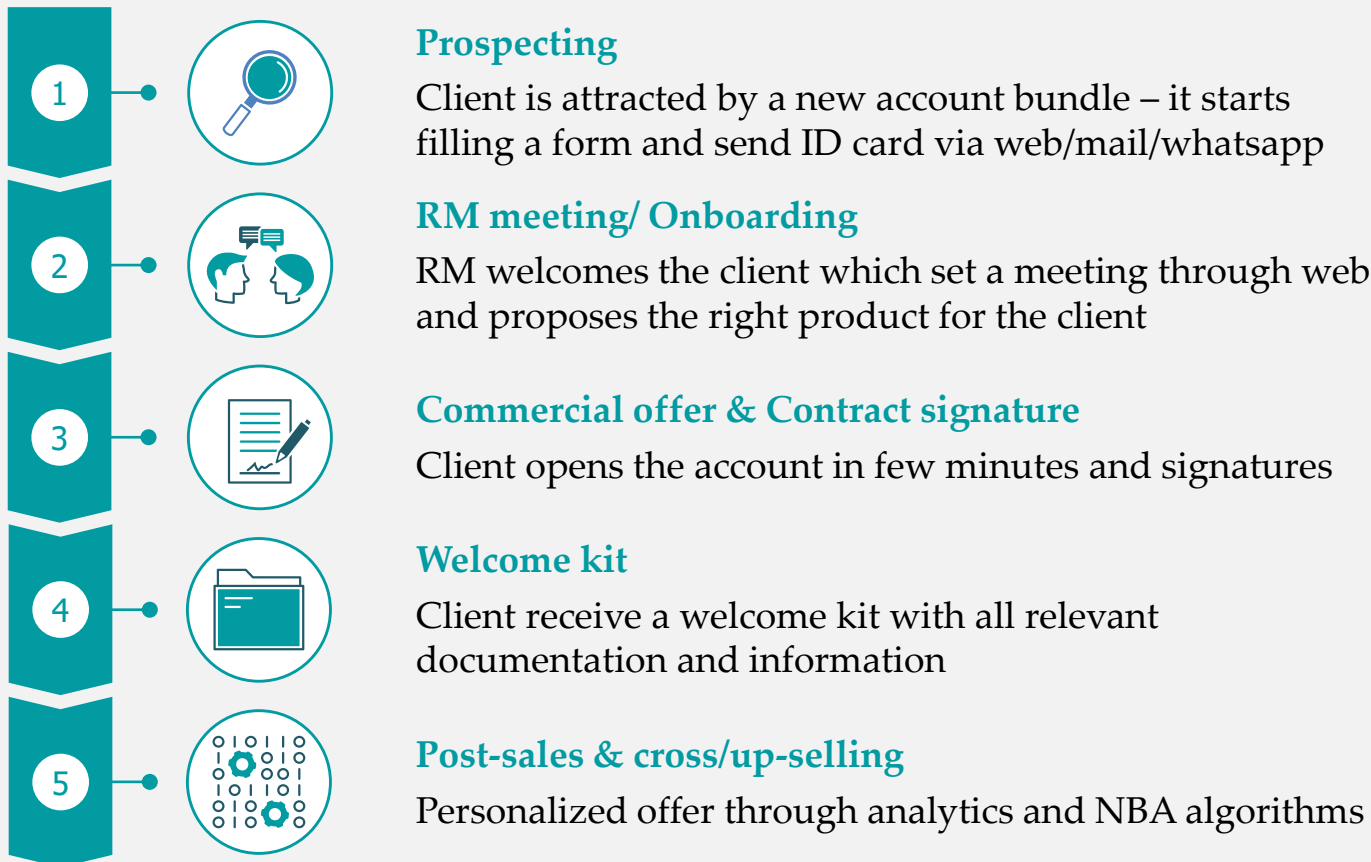 1
Prospecting
Client is attracted by a new account bundle – it starts
filling a form and send ID card via web/mail/whatsapp
2
RM meeting/ Onboarding
RM welcomes the client which set a meeting through web
and proposes the right product for the client
3
Commercial offer & Contract signature
Client opens the account in few minutes and signatures
4
Welcome kit
Client receive a welcome kit with all relevant
documentation and information
5
Post-sales & cross/up-selling
Personalized offer through analytics and NBA algorithms